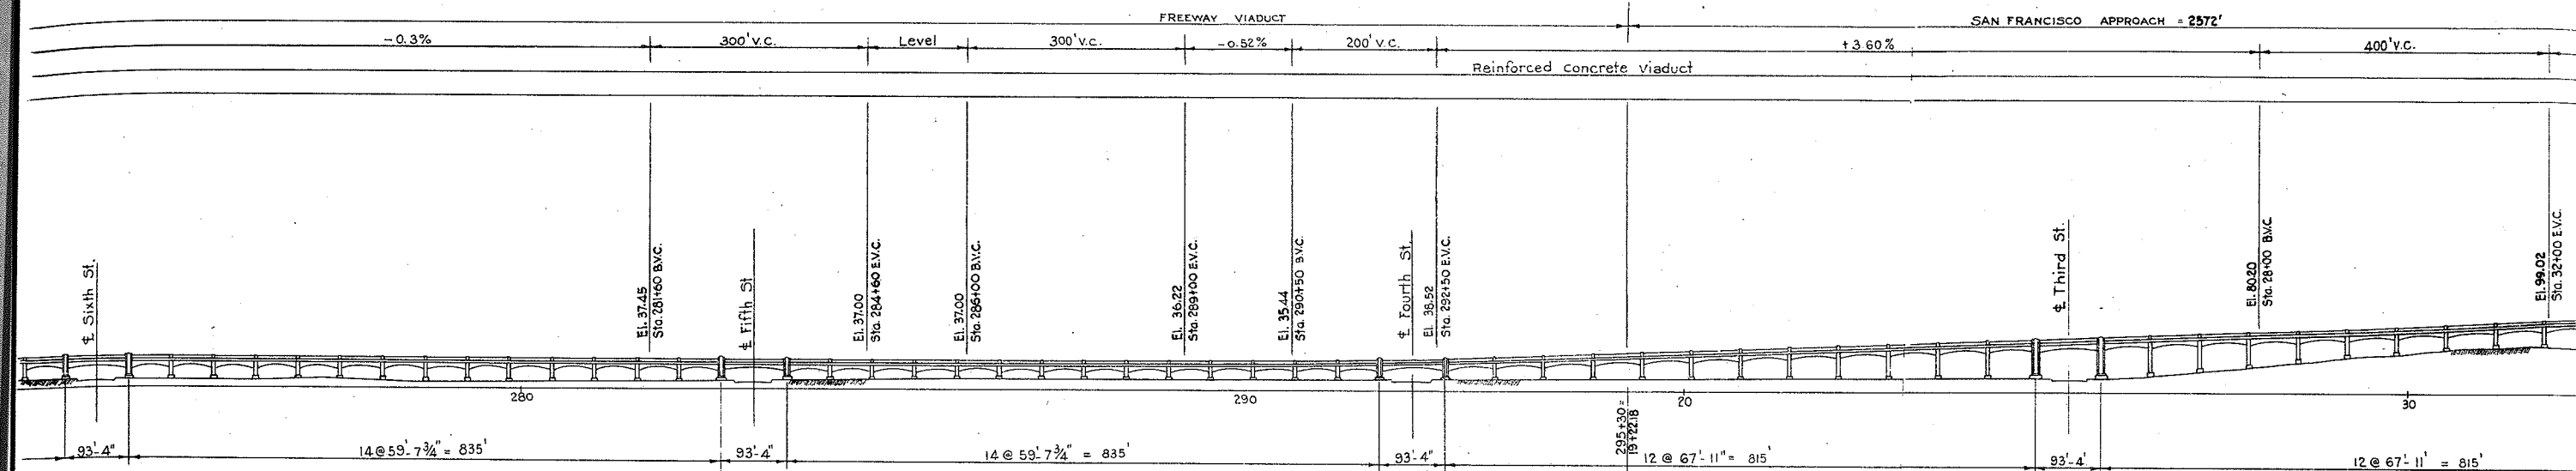 FREEWAY VIADUCT
SAN FRANCISCO APPROACH = 2572'
-0.3%
300' V.C.
Level
300' V.C.
-0.52%
200' V.C.
+3.60%
400' V.C.
Reinforced Concrete Viaduct
℄ Sixth St.
El. 37.45
Sta. 281+60 B.V.C.
℄ Fifth St
El. 37.00
Sta. 284+60 E.V.C.
El. 37.00
Sta. 286+00 B.V.C.
El. 36.22
Sta. 289+00 E.V.C.
El. 35.44
Sta. 290+50 B.V.C.
℄ Fourth St.
El. 38.52
Sta. 292+50 E.V.C.
℄ Third St.
El. 80.20
Sta. 28+00 B.V.C.
El. 99.02
Sta. 32+00 E.V.C.
280
290
295+30=
19+22.18
20
30
93'-4"
14@59'-7¾" = 835'
93'-4"
14@59'-7¾" = 835'
93'-4"
12@67'-11" = 815'
93'-4'
12@67'-11' = 815'